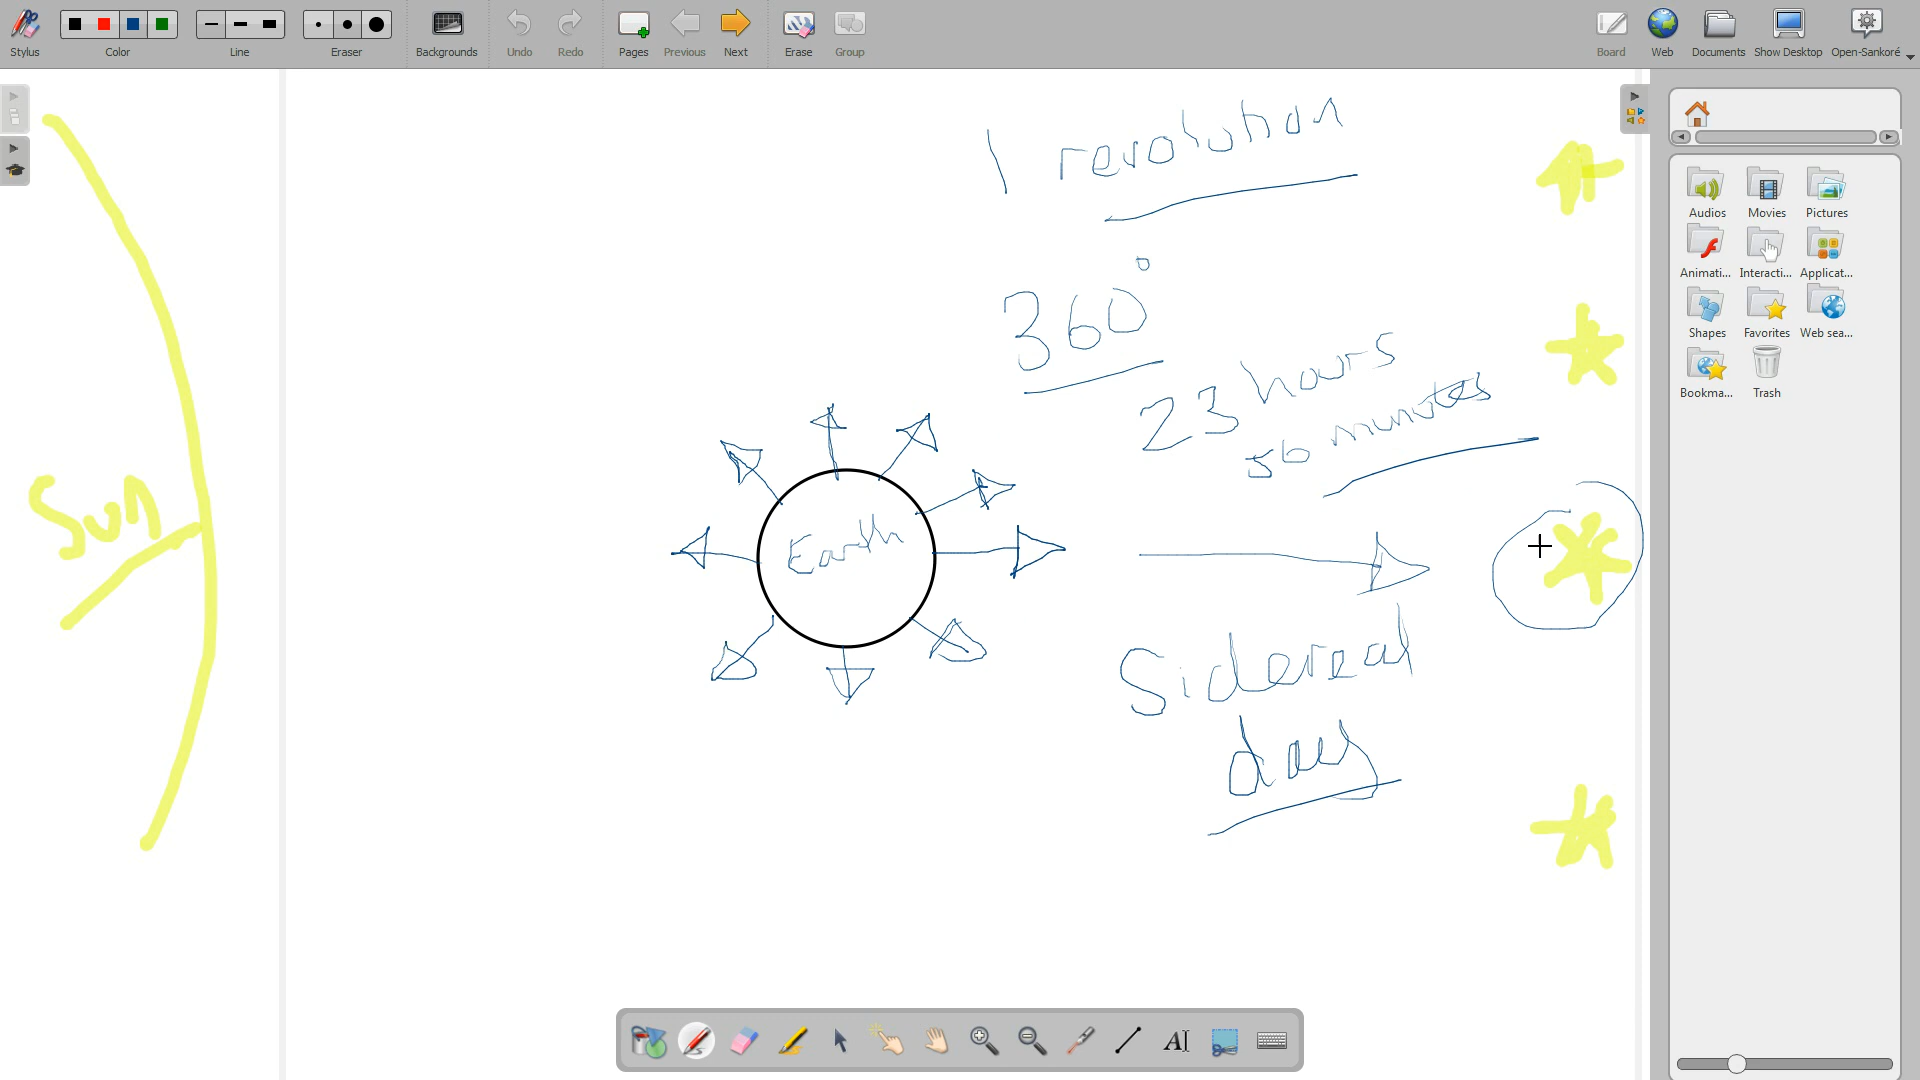 Stylus
Color
Line
Eraser
Backgrounds
Undo
Redo
Pages
Previous
Next
Erase
Group
Board
Web
Documents
Show Desktop
Open-Sankoré
1 revolution
360°
23 hours
56 minutes
Earth
Sun
Sidereal
day
Audios
Movies
Pictures
Animati...
Interacti...
Applicat...
Shapes
Favorites
Web sea...
Bookma...
Trash
AI